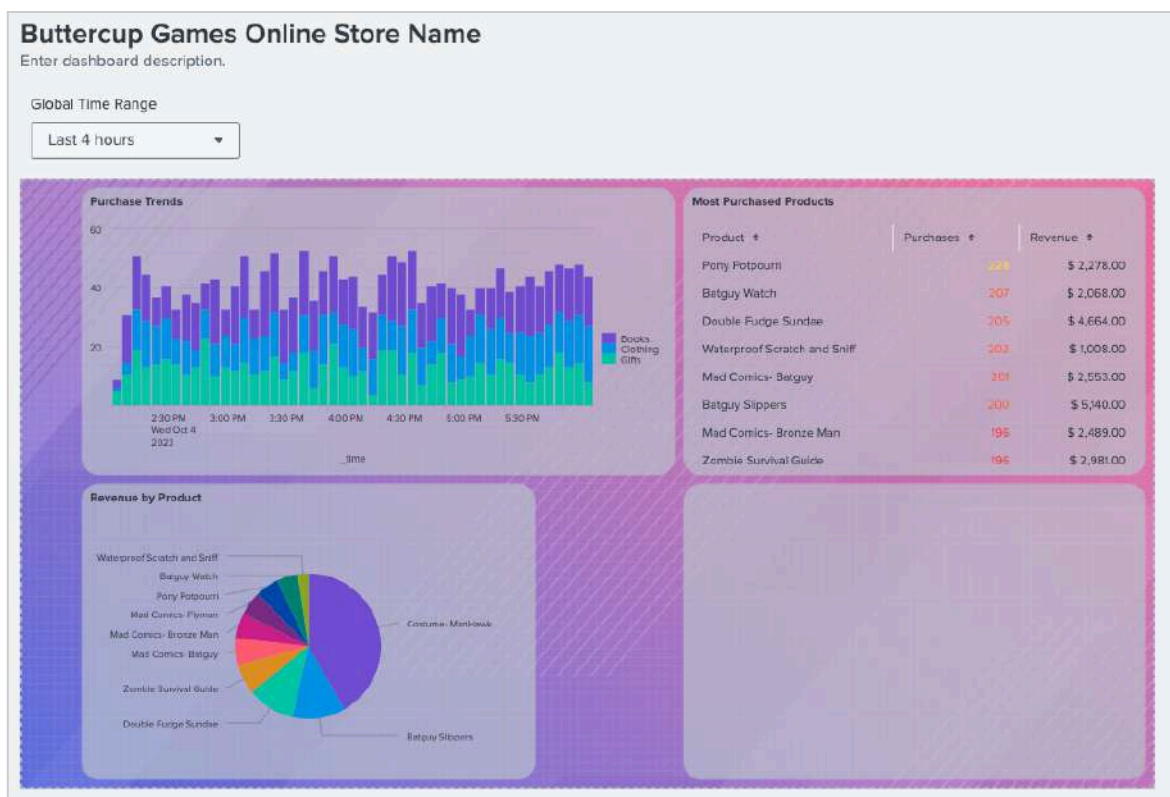 Buttercup Games Online Store Name
Enter dashboard description.
Global Time Range
Last 4 hours
Purchase Trends
60
40
20
2:30 PM
Wed Oct 4
2023
3:00 PM
3:30 PM
4:00 PM
4:30 PM
5:00 PM
5:30 PM
_time
Books
Clothing
Gifts
Most Purchased Products
Product Purchases Revenue
Pony Potpourri $ 2,278.00
Batguy Watch 207 $ 2,068.00
Double Fudge Sundae 205 $ 4,664.00
Waterproof Scratch and Sniff 202 $ 1,008.00
Mad Comics- Batguy 201 $ 2,553.00
Batguy Slippers 200 $ 5,140.00
Mad Comics- Bronze Man 196 $ 2,489.00
Zombie Survival Guide 196 $ 2,981.00
Revenue by Product
Waterproof Scratch and Sniff
Batguy Watch
Pony Potpourri
Mad Comics- Flyman
Mad Comics- Bronze Man
Mad Comics- Batguy
Zombie Survival Guide
Double Fudge Sundae
Costume- ManHawk
Batguy Slippers